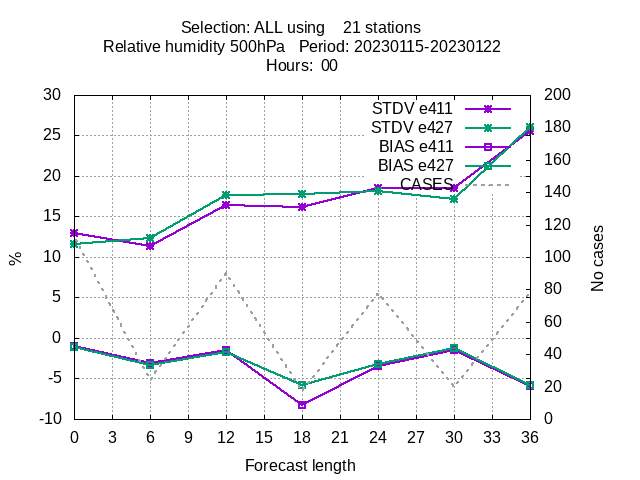 Selection: ALL using    21 stations
Relative humidity 500hPa   Period: 20230115-20230122
Hours:  00
STDV e411
STDV e427
BIAS e411
BIAS e427
CASES
30
25
20
15
10
5
0
-5
-10
%
200
180
160
140
120
100
80
60
40
20
0
No cases
0 3 6 9 12 15 18 21 24 27 30 33 36
Forecast length